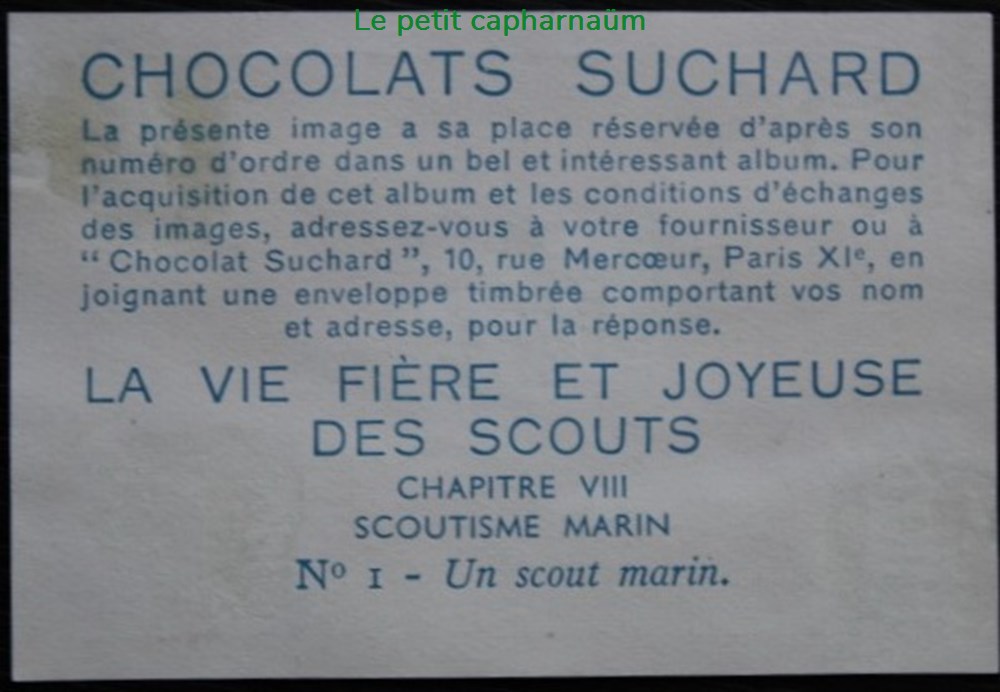 Le petit capharnaüm
CHOCOLATS SUCHARD
La présente image a sa place réservée d'après son
numéro d'ordre dans un bel et intéressant album. Pour
l'acquisition de cet album et les conditions d'échanges
des images, adressez-vous à votre fournisseur ou à
“ Chocolat Suchard ”, 10, rue Mercœur, Paris XIᵉ, en
joignant une enveloppe timbrée comportant vos nom
et adresse, pour la réponse.
LA VIE FIÈRE ET JOYEUSE
DES SCOUTS
CHAPITRE VIII
SCOUTISME MARIN
Nº 1 - Un scout marin.